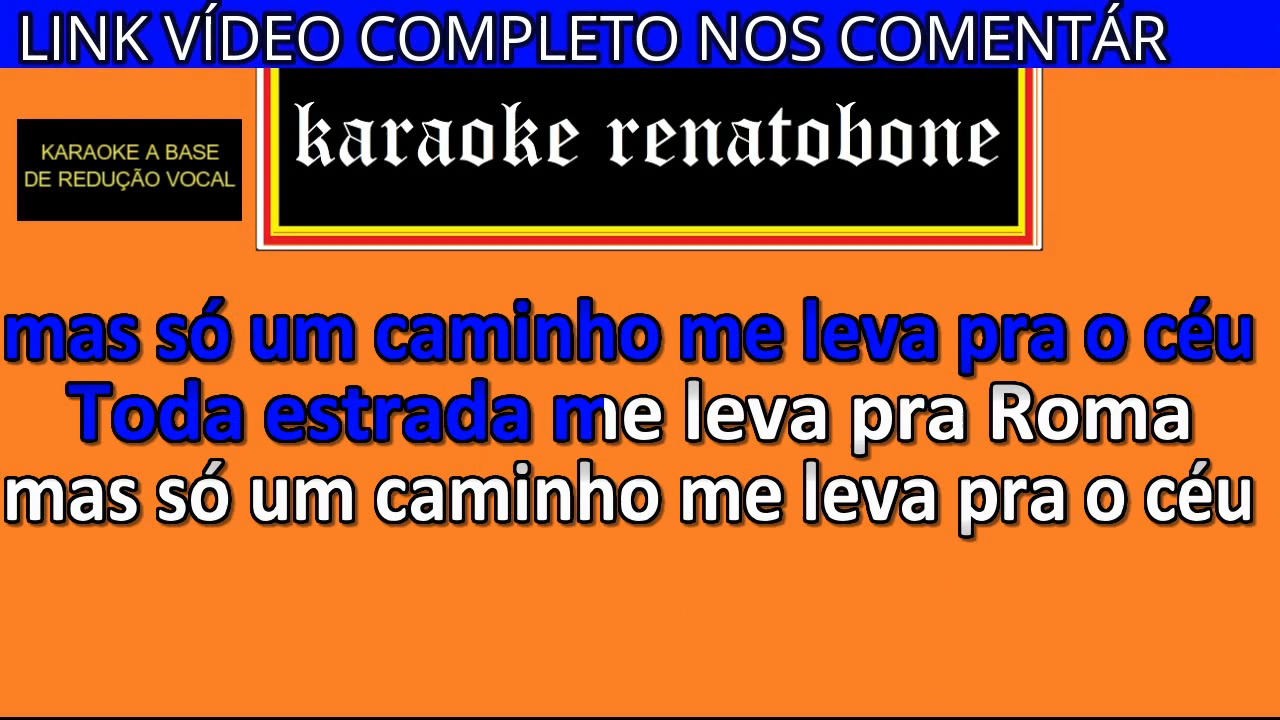 LINK VÍDEO COMPLETO NOS COMENTÁR
karaoke renatobone
KARAOKE A BASE
DE REDUÇÃO VOCAL
mas só um caminho me leva pra o céu
Toda estrada me leva pra Roma
mas só um caminho me leva pra o céu